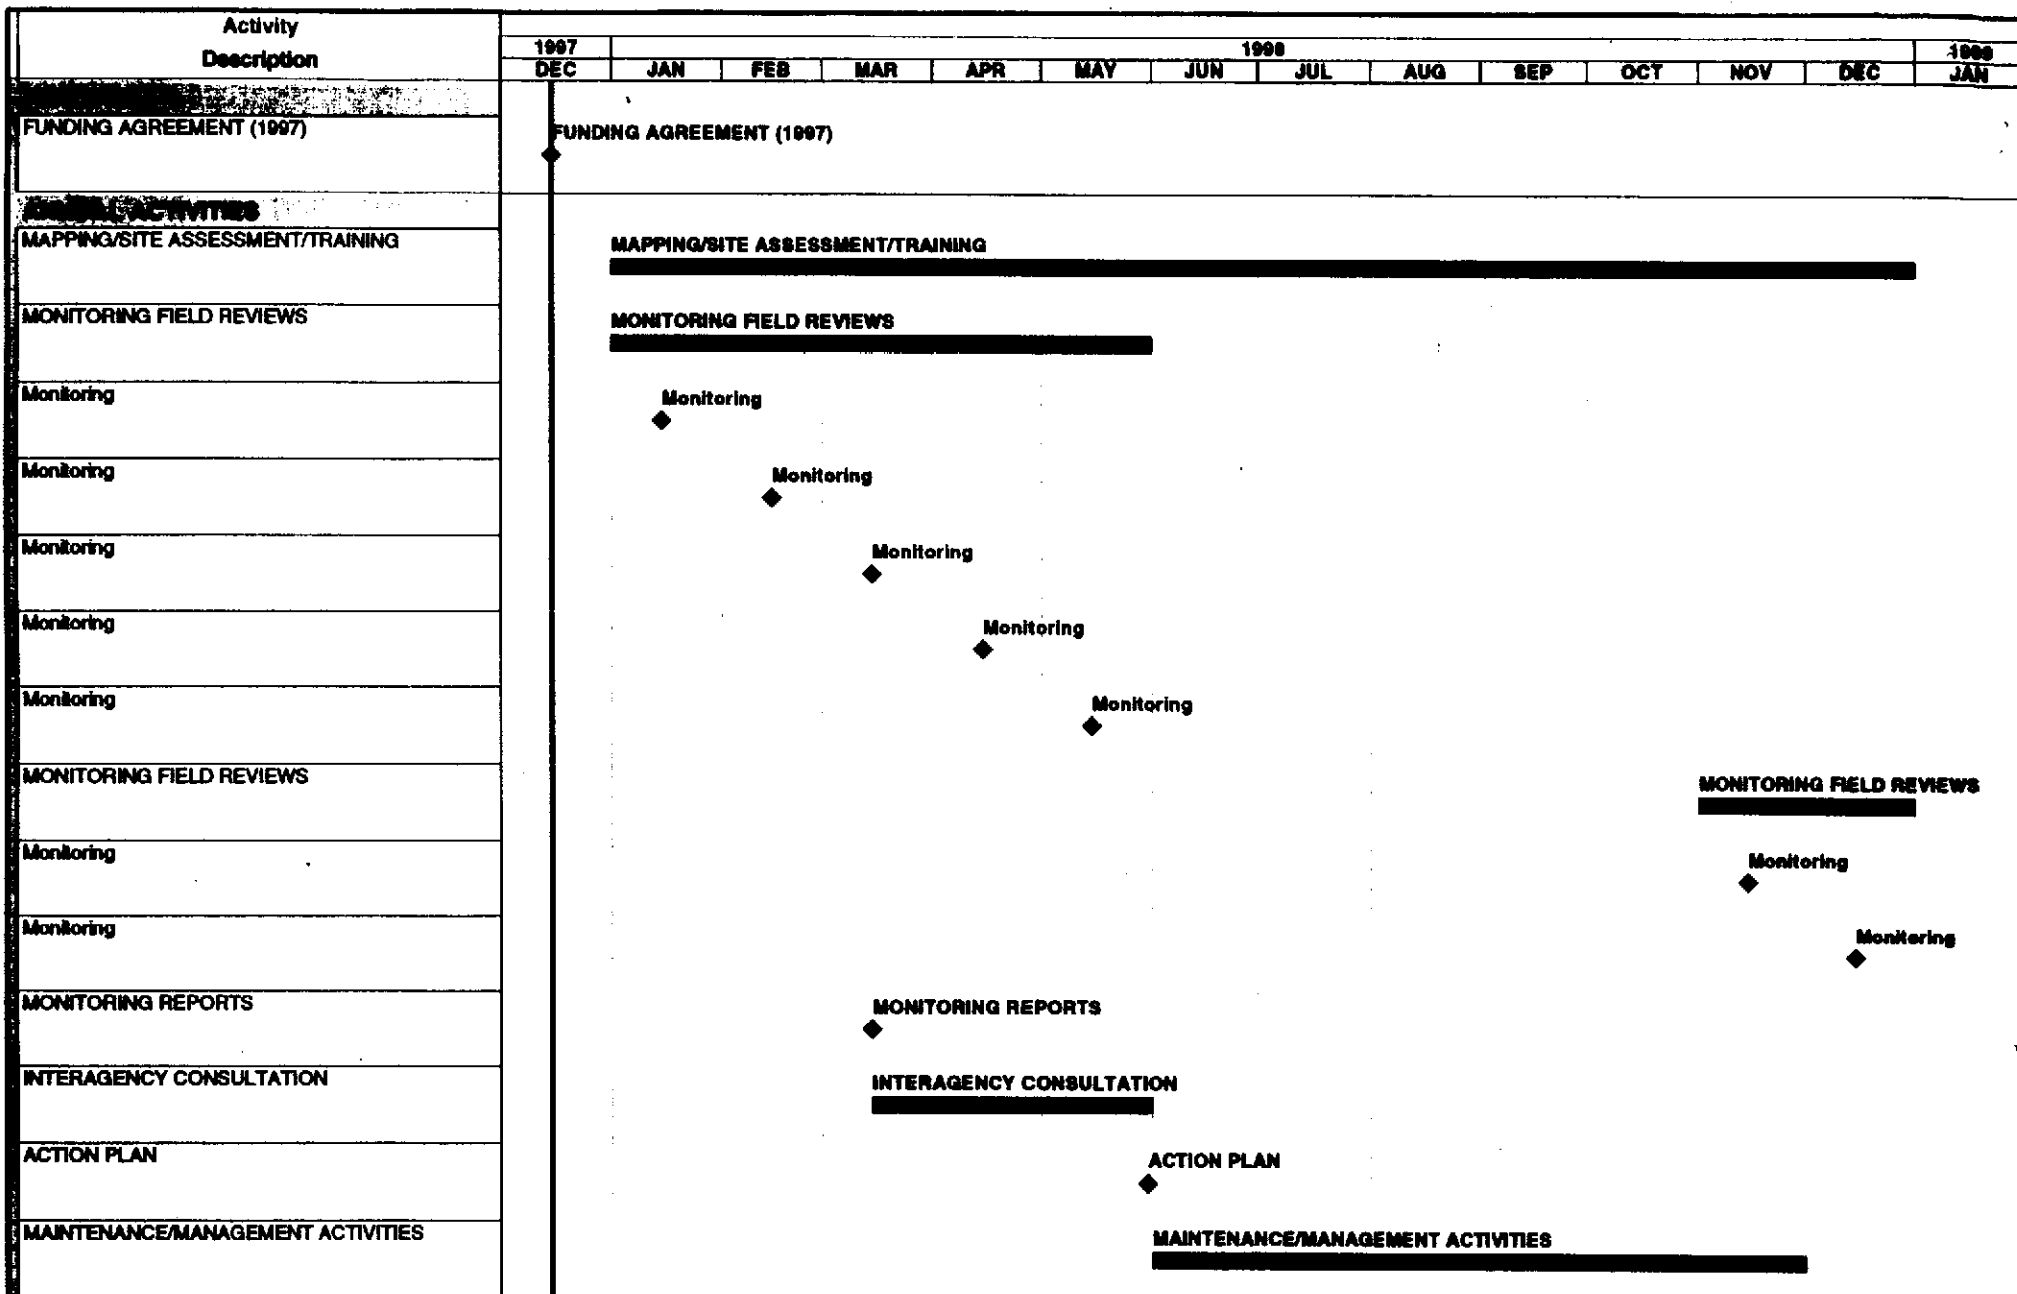 Activity
Description
1997 1998 1999
DEC JAN FEB MAR APR MAY JUN JUL AUG SEP OCT NOV DEC JAN
FUNDING AGREEMENT (1997) FUNDING AGREEMENT (1997)
ACTIVITIES
MAPPING/SITE ASSESSMENT/TRAINING MAPPING/SITE ASSESSMENT/TRAINING
MONITORING FIELD REVIEWS MONITORING FIELD REVIEWS
Monitoring Monitoring
Monitoring Monitoring
Monitoring Monitoring
Monitoring Monitoring
Monitoring Monitoring
MONITORING FIELD REVIEWS MONITORING FIELD REVIEWS
Monitoring Monitoring
Monitoring Monitoring
MONITORING REPORTS MONITORING REPORTS
INTERAGENCY CONSULTATION INTERAGENCY CONSULTATION
ACTION PLAN ACTION PLAN
MAINTENANCE/MANAGEMENT ACTIVITIES MAINTENANCE/MANAGEMENT ACTIVITIES